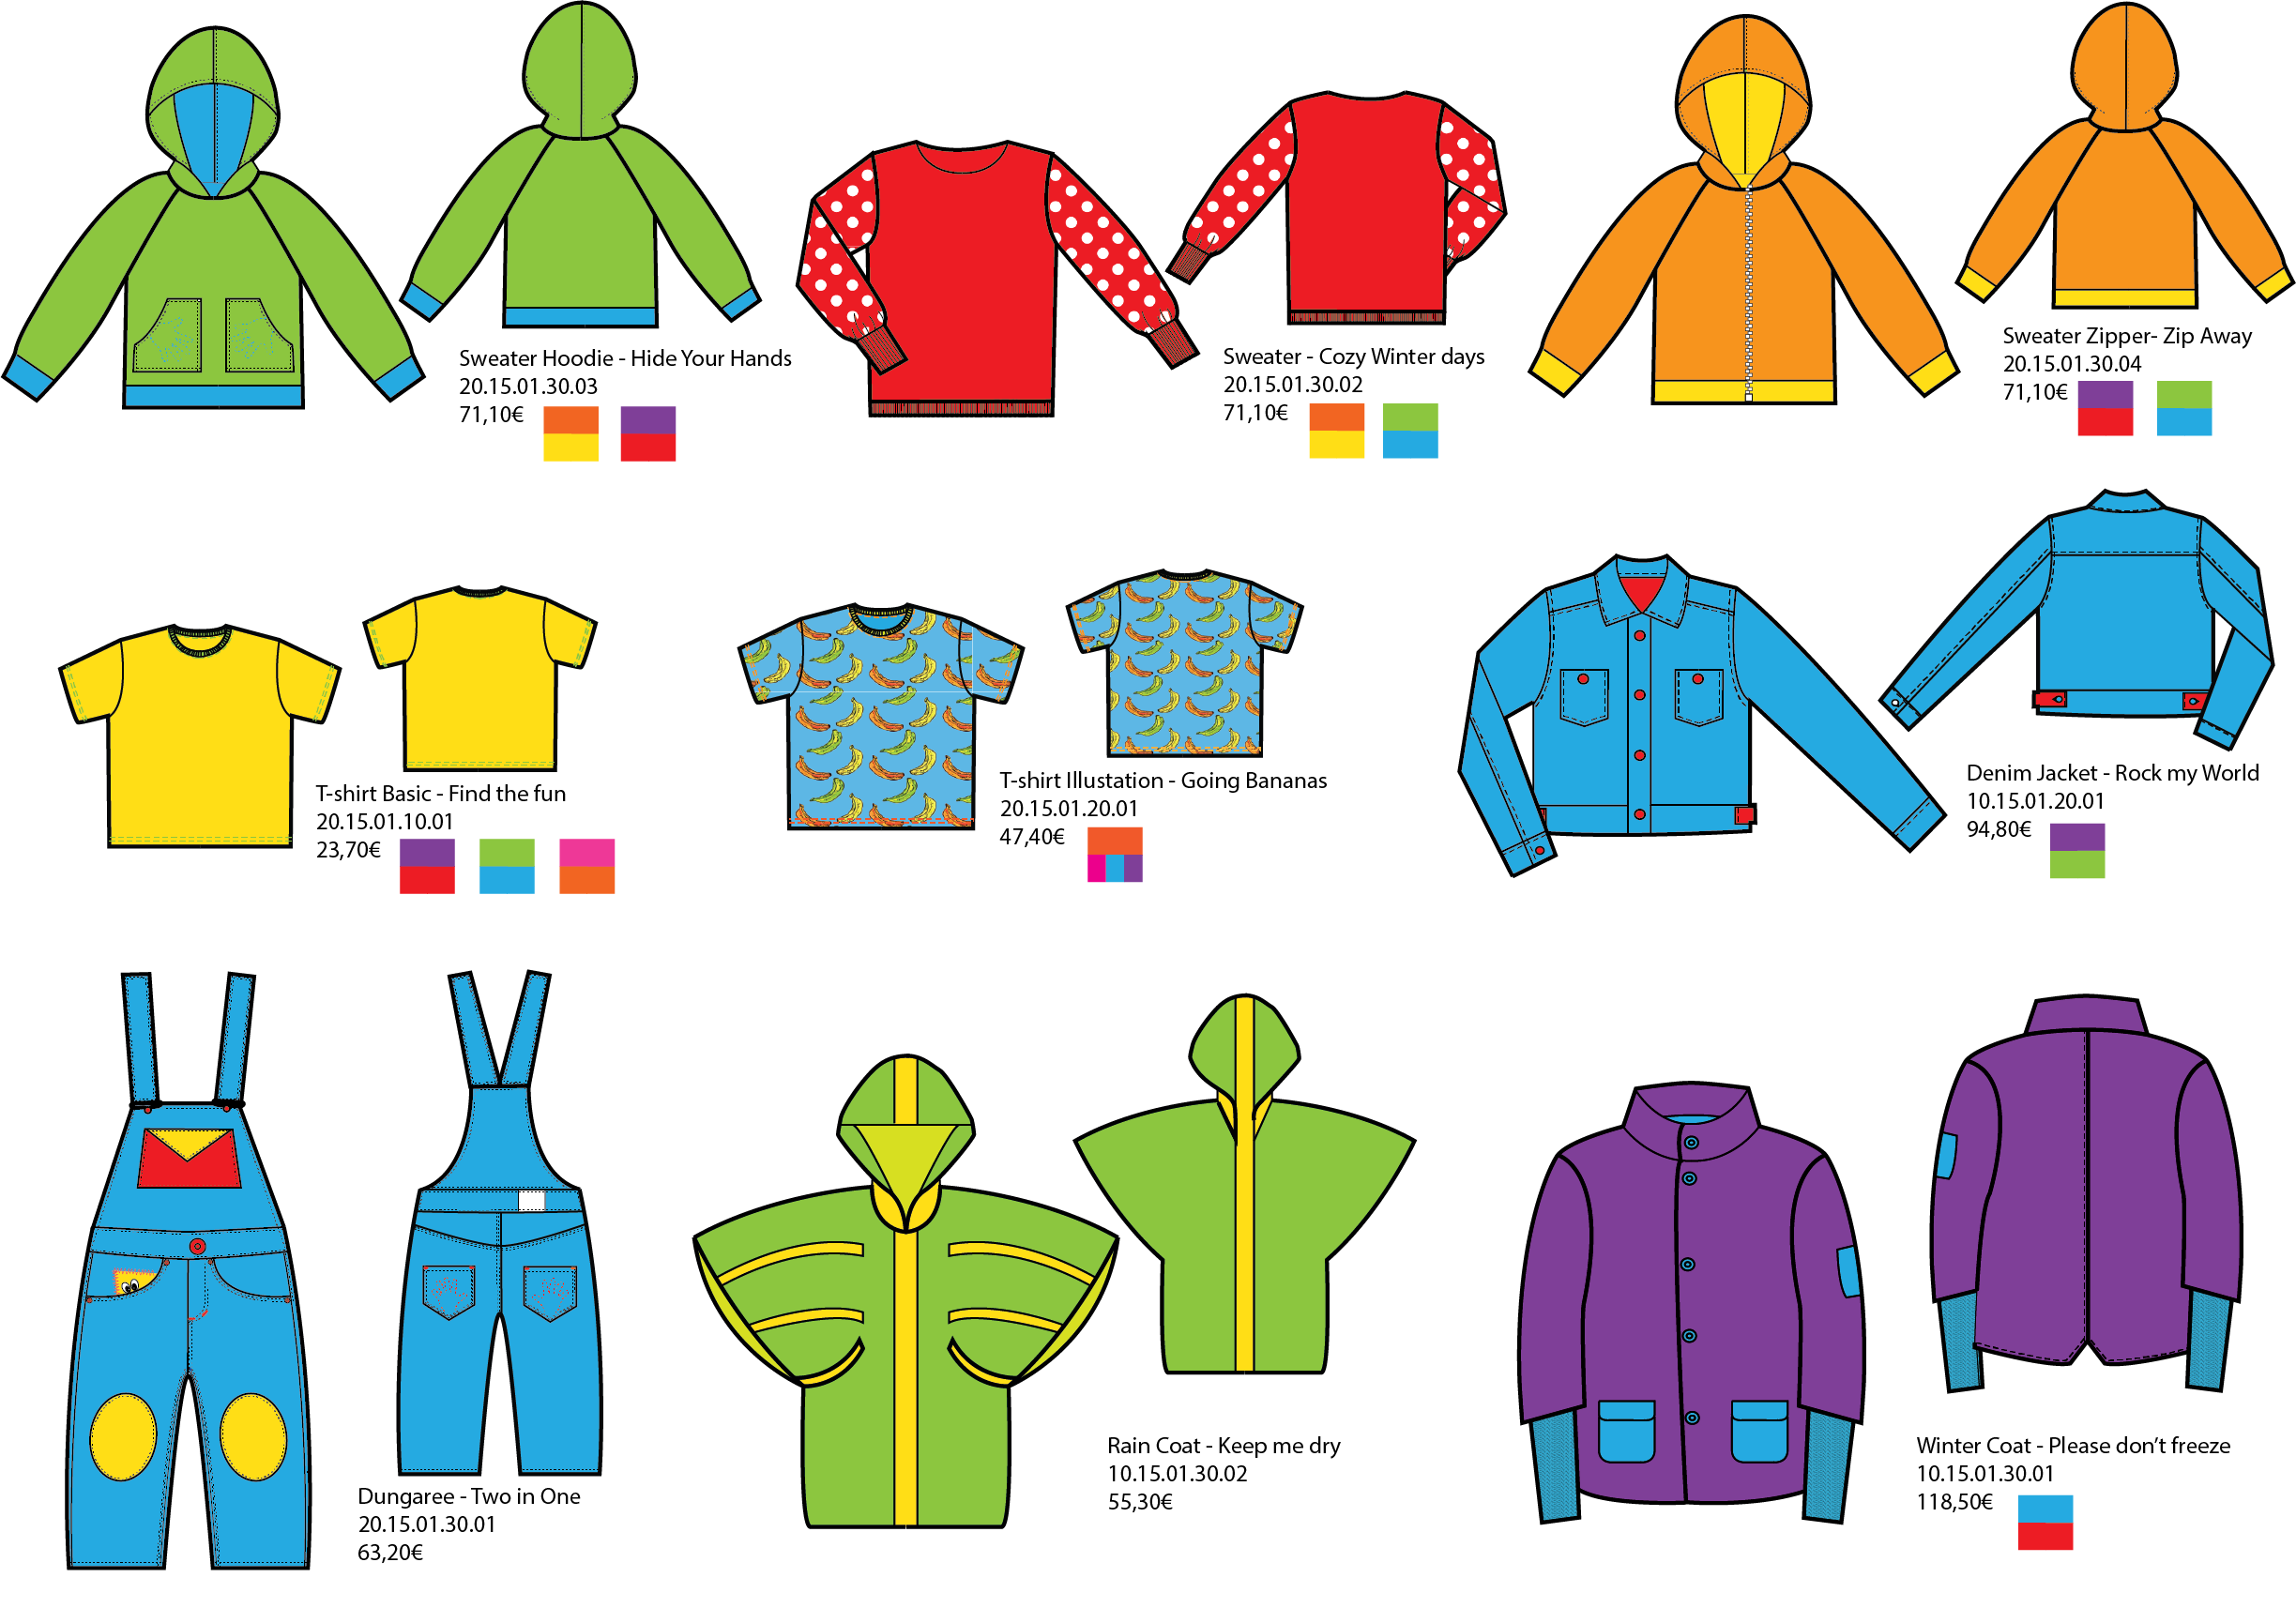 Sweater Hoodie - Hide Your Hands
20.15.01.30.03
71,10€
Sweater - Cozy Winter days
20.15.01.30.02
71,10€
Sweater Zipper- Zip Away
20.15.01.30.04
71,10€
T-shirt Basic - Find the fun
20.15.01.10.01
23,70€
T-shirt Illustation - Going Bananas
20.15.01.20.01
47,40€
Denim Jacket - Rock my World
10.15.01.20.01
94,80€
Dungaree - Two in One
20.15.01.30.01
63,20€
Rain Coat - Keep me dry
10.15.01.30.02
55,30€
Winter Coat - Please don’t freeze
10.15.01.30.01
118,50€